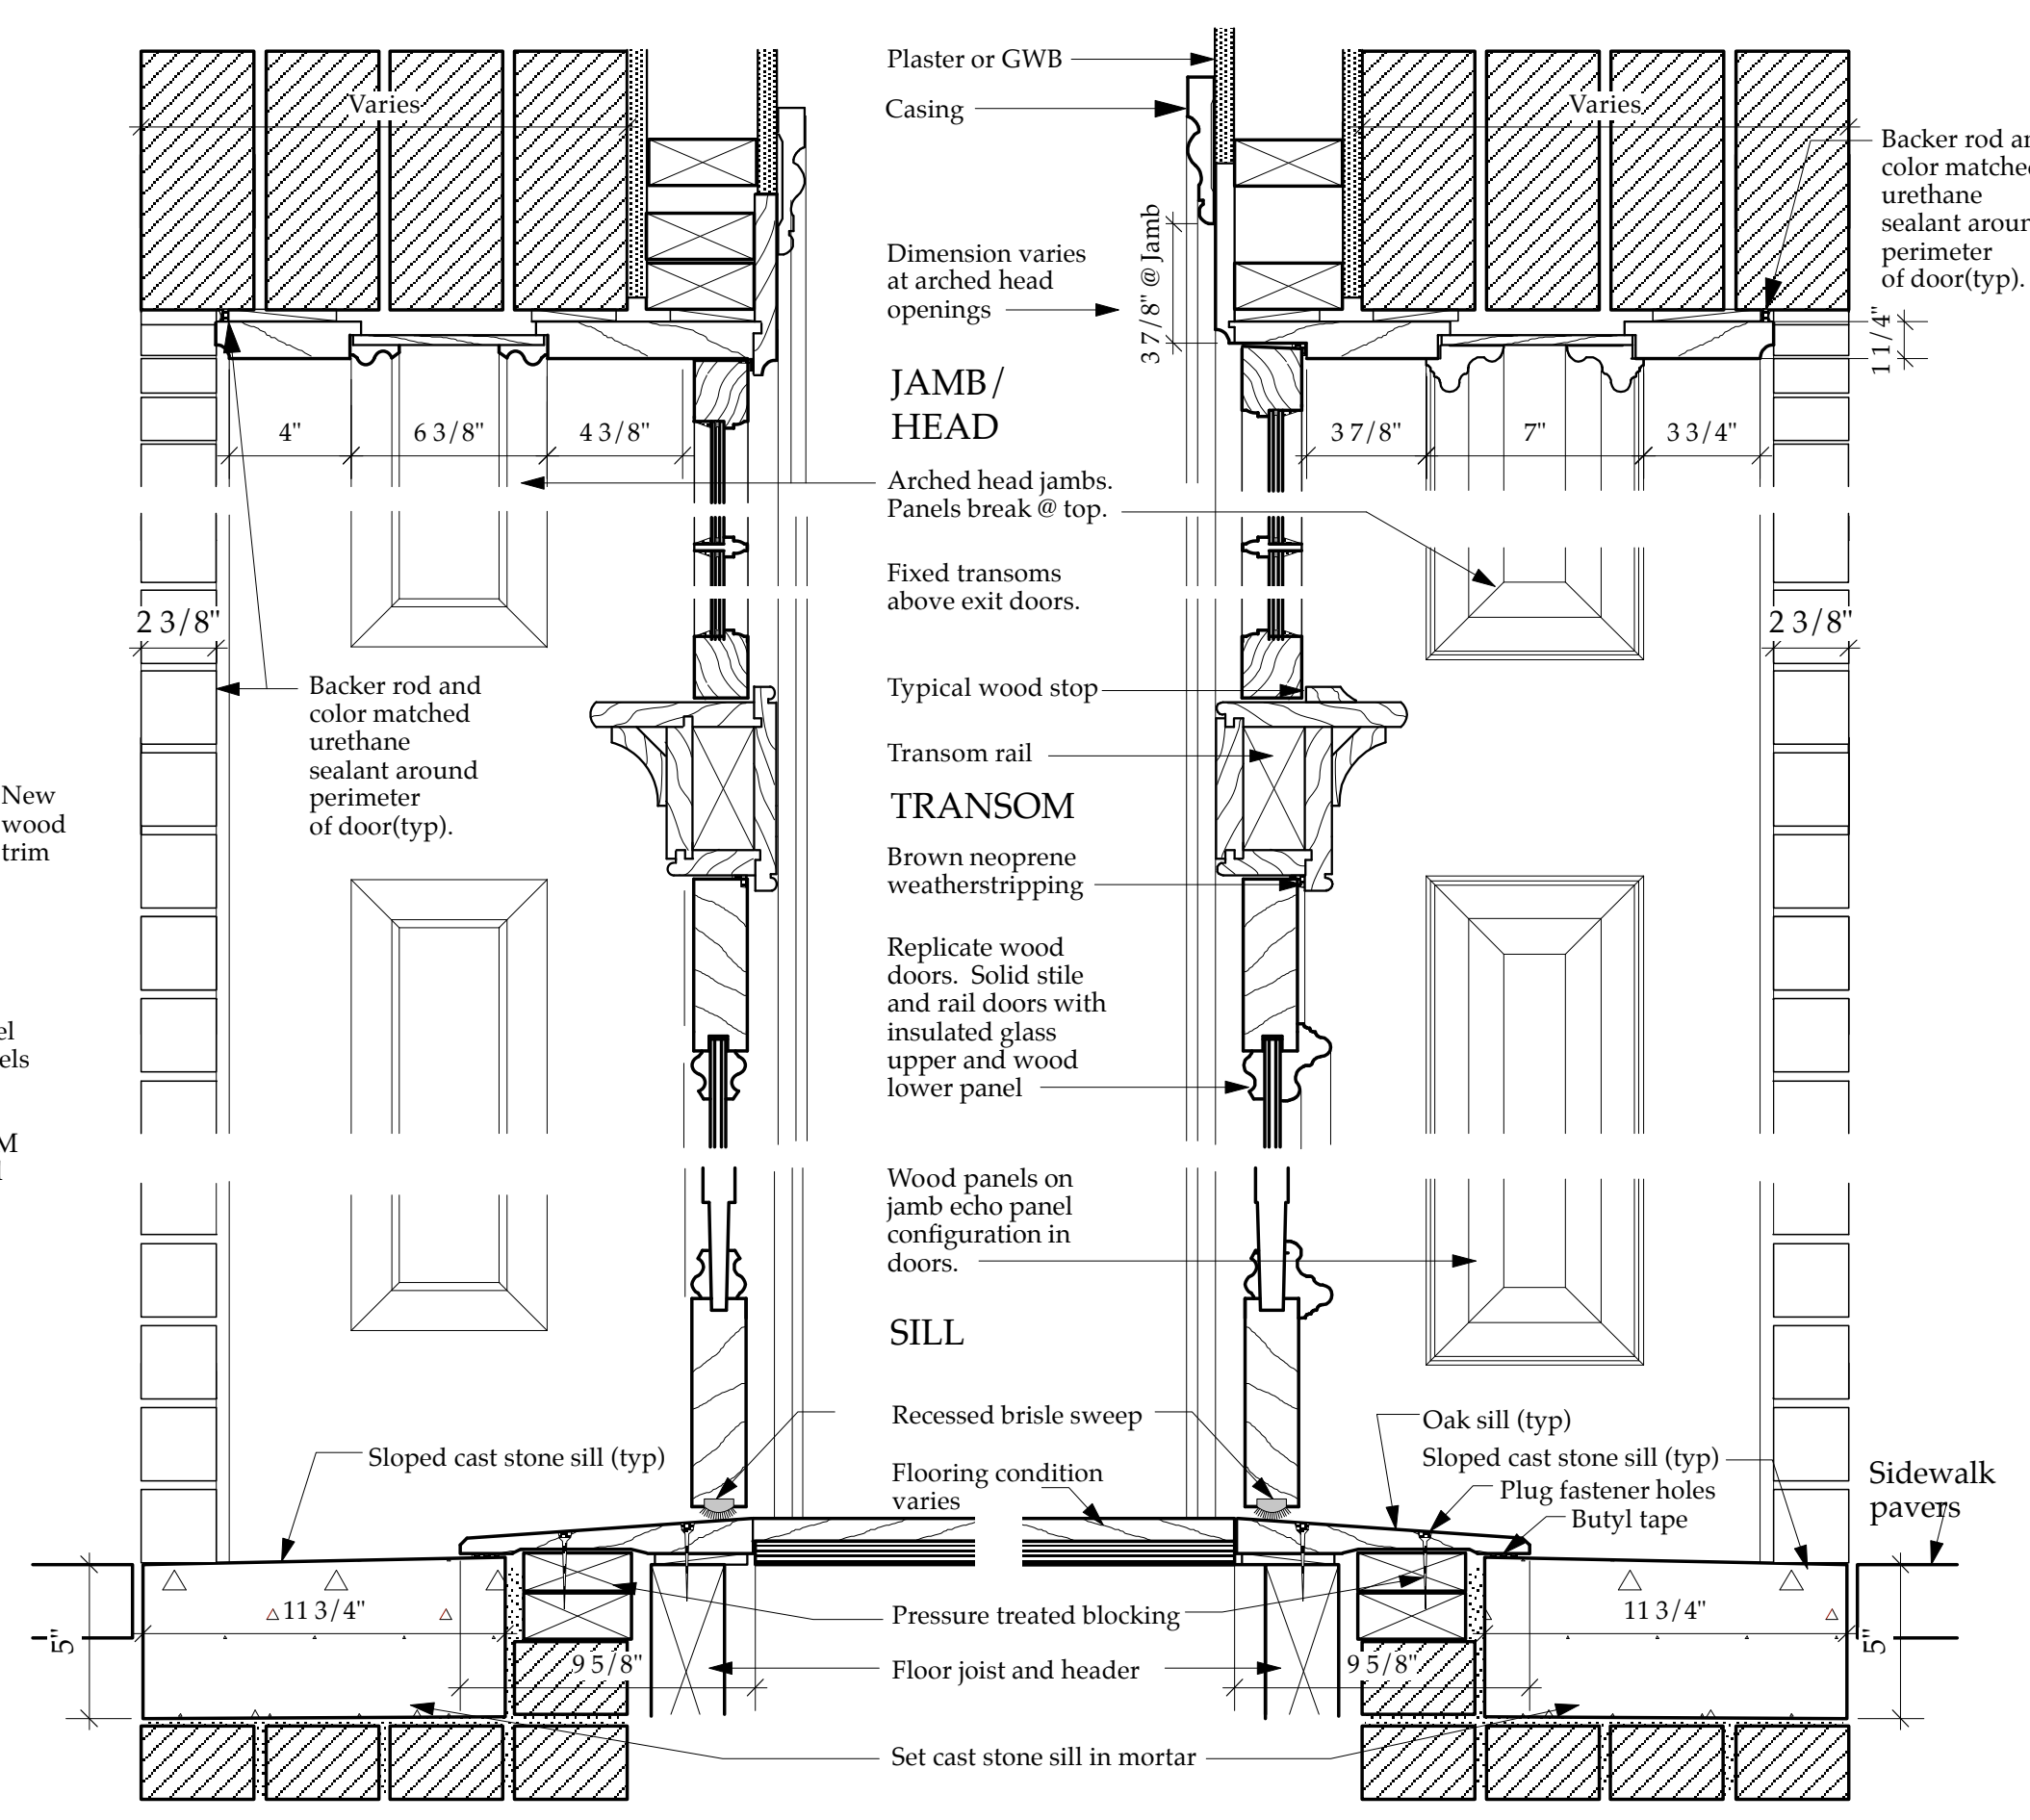 Varies
Plaster or GWB
Casing
Varies
Backer rod
color matched
urethane
sealant
perimeter
of door(typ).
Dimension varies
at arched head
openings
3 7/8" @ Jamb
1 1/4"
JAMB/
HEAD
4"
6 3/8"
4 3/8"
3 7/8"
7"
3 3/4"
Arched head jambs.
Panels break @ top.
Fixed transoms
above exit doors.
2 3/8"
2 3/8"
Typical wood stop
Backer rod and
color matched
urethane
sealant around
perimeter
of door(typ).
Transom rail
New
wood
trim
TRANSOM
Brown neoprene
weatherstripping
Replicate wood
doors.  Solid stile
and rail doors with
insulated glass
upper and wood
lower panel
Wood panels on
jamb echo panel
configuration in
doors.
SILL
Recessed brisle sweep
Oak sill (typ)
Sloped cast stone sill (typ)
Sloped cast stone sill (typ)
Flooring condition
varies
Plug fastener holes
Butyl tape
Sidewalk
pavers
11 3/4"
11 3/4"
5"
5"
Pressure treated blocking
9 5/8"
Floor joist and header
9 5/8"
Set cast stone sill in mortar